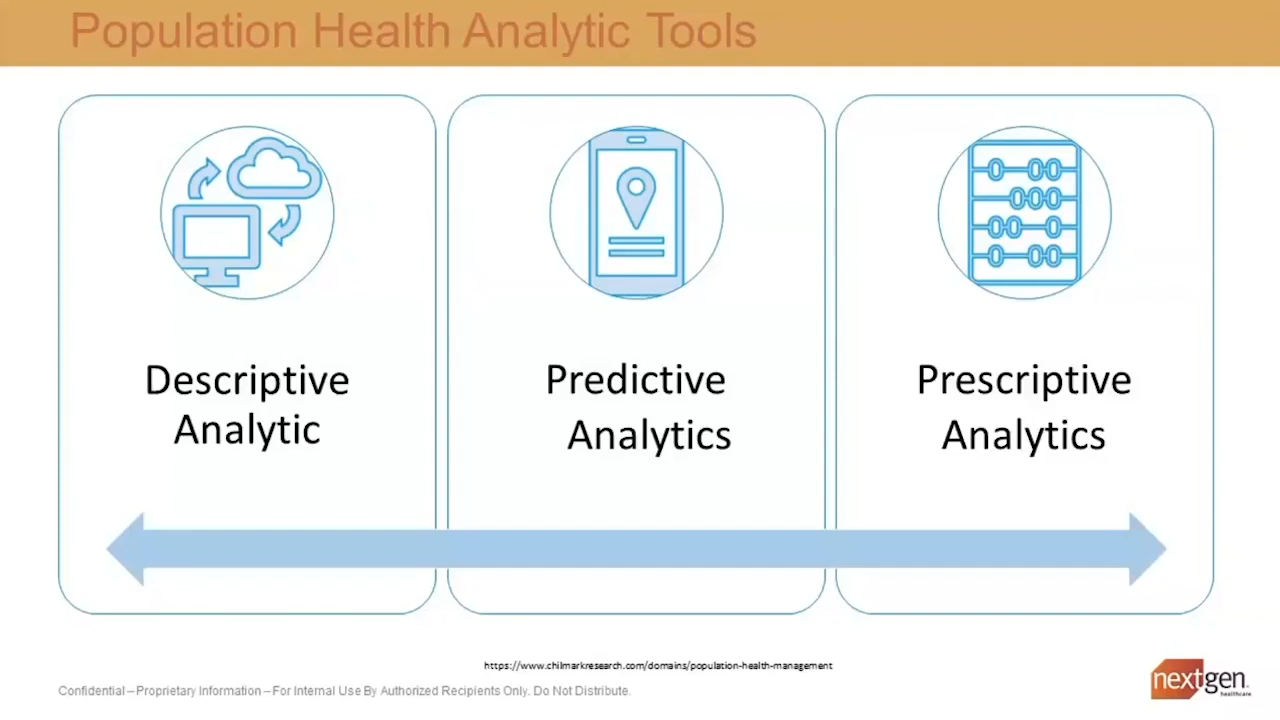 Population Health Analytic Tools
Descriptive
Analytic
Predictive
Analytics
Prescriptive
Analytics
https://www.chilmarkresearch.com/domains/population-health-management
Confidential – Proprietary Information – For Internal Use By Authorized Recipients Only. Do Not Distribute.
nextgen
healthcare